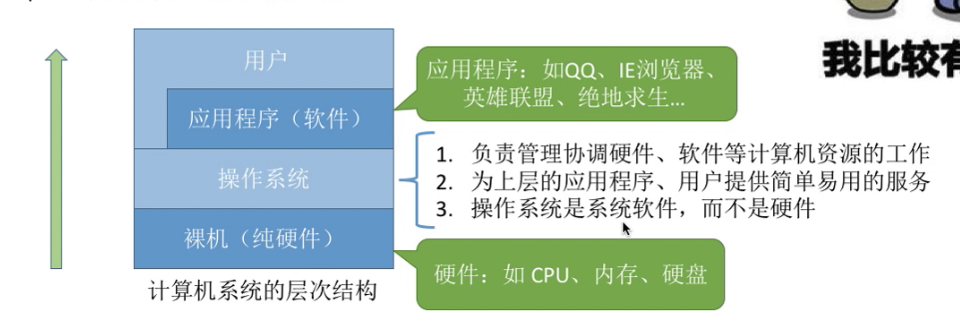 用户
应用程序（软件）
操作系统
裸机（纯硬件）
计算机系统的层次结构
应用程序：如QQ、IE浏览器、
英雄联盟、绝地求生...
1. 负责管理协调硬件、软件等计算机资源的工作
2. 为上层的应用程序、用户提供简单易用的服务
3. 操作系统是系统软件，而不是硬件
硬件：如 CPU、内存、硬盘
我比较有